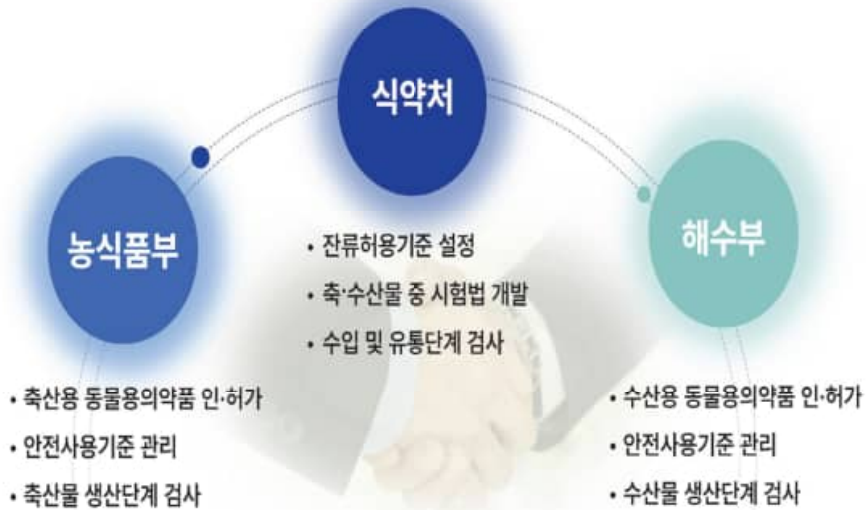 식약처
• 잔류허용기준 설정
• 축·수산물 중 시험법 개발
• 수입 및 유통단계 검사
농식품부
• 축산용 동물용의약품 인·허가
• 안전사용기준 관리
• 축산물 생산단계 검사
해수부
• 수산용 동물용의약품 인·허가
• 안전사용기준 관리
• 수산물 생산단계 검사